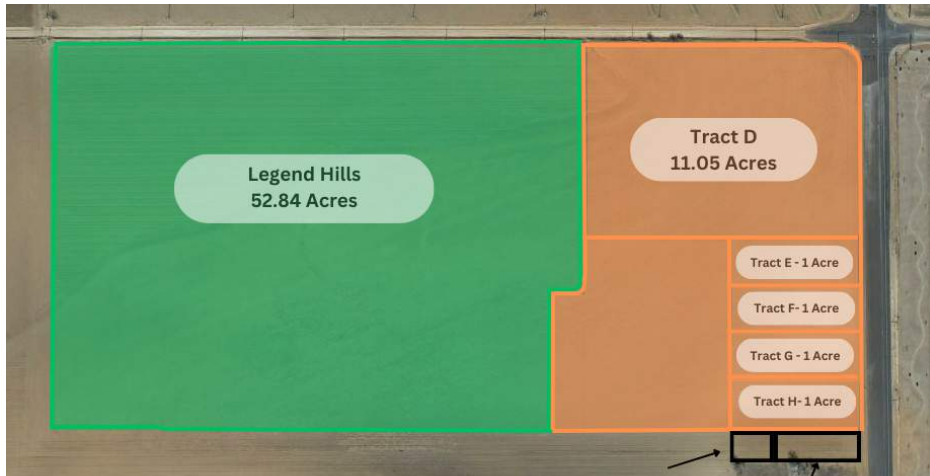 Legend Hills
52.84 Acres
Tract D
11.05 Acres
Tract E - 1 Acre
Tract F- 1 Acre
Tract G - 1 Acre
Tract H- 1 Acre